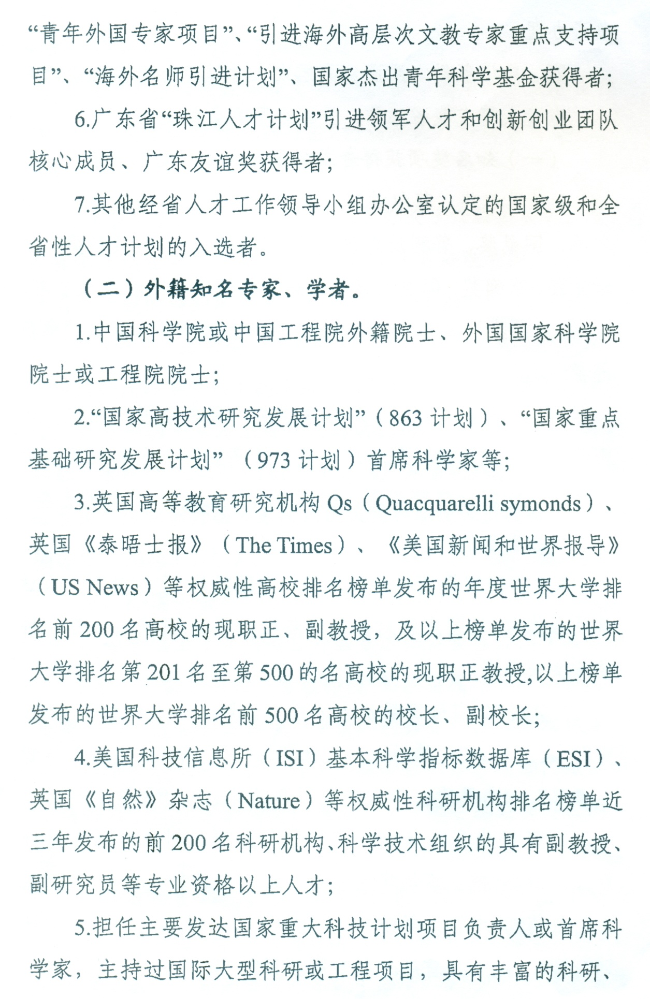 “青年外国专家项目”、“引进海外高层次文教专家重点支持项
目”、“海外名师引进计划”、国家杰出青年科学基金获得者；
6.广东省“珠江人才计划”引进领军人才和创新创业团队
核心成员、广东友谊奖获得者；
7.其他经省人才工作领导小组办公室认定的国家级和全
省性人才计划的入选者。
（二）外籍知名专家、学者。
1.中国科学院或中国工程院外籍院士、外国国家科学院
院士或工程院院士；
2.“国家高技术研究发展计划”（863 计划）、“国家重点
基础研究发展计划”（973 计划）首席科学家等；
3.英国高等教育研究机构 Qs（Quacquarelli symonds）、
英国《泰晤士报》（The Times）、《美国新闻和世界报导》
（US News）等权威性高校排名榜单发布的年度世界大学排
名前 200 名高校的现职正、副教授，及以上榜单发布的世界
大学排名第 201 名至第 500 的名高校的现职正教授,以上榜单
发布的世界大学排名前 500 名高校的校长、副校长；
4.美国科技信息所（ISI）基本科学指标数据库（ESI）、
英国《自然》杂志（Nature）等权威性科研机构排名榜单近
三年发布的前 200 名科研机构、科学技术组织的具有副教授、
副研究员等专业资格以上人才；
5.担任主要发达国家重大科技计划项目负责人或首席科
学家，主持过国际大型科研或工程项目，具有丰富的科研、